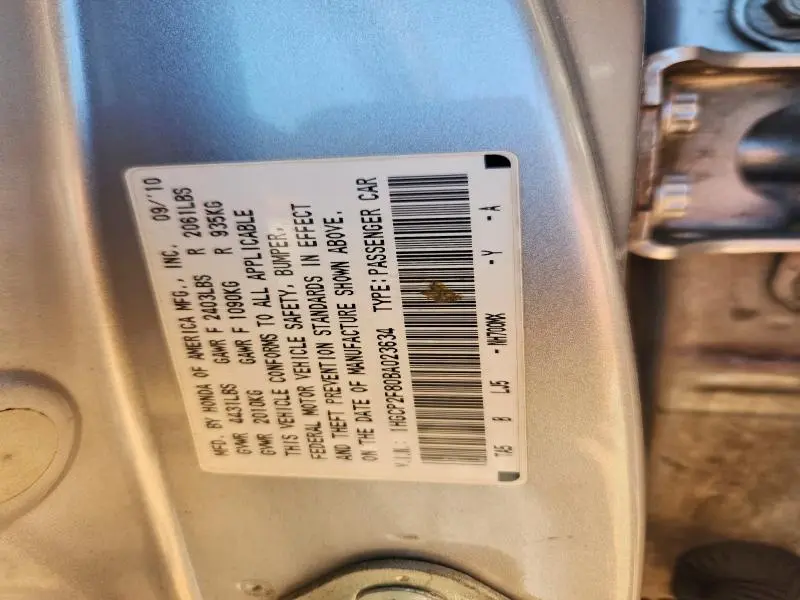 MFD. BY HONDA OF AMERICA MFG., INC. 09/'10
GVWR 4431LBS GAWR F 2403LBS R 2061LBS
GVWR 2010KG GAWR F 1090KG R 935KG
THIS VEHICLE CONFORMS TO ALL APPLICABLE
FEDERAL MOTOR VEHICLE SAFETY, BUMPER,
AND THEFT PREVENTION STANDARDS IN EFFECT
ON THE DATE OF MANUFACTURE SHOWN ABOVE.
V.I.N.: 1HGCP2F80BA023634 TYPE:PASSENGER CAR
TA5 B LJ5 -NH700MX -Y -A